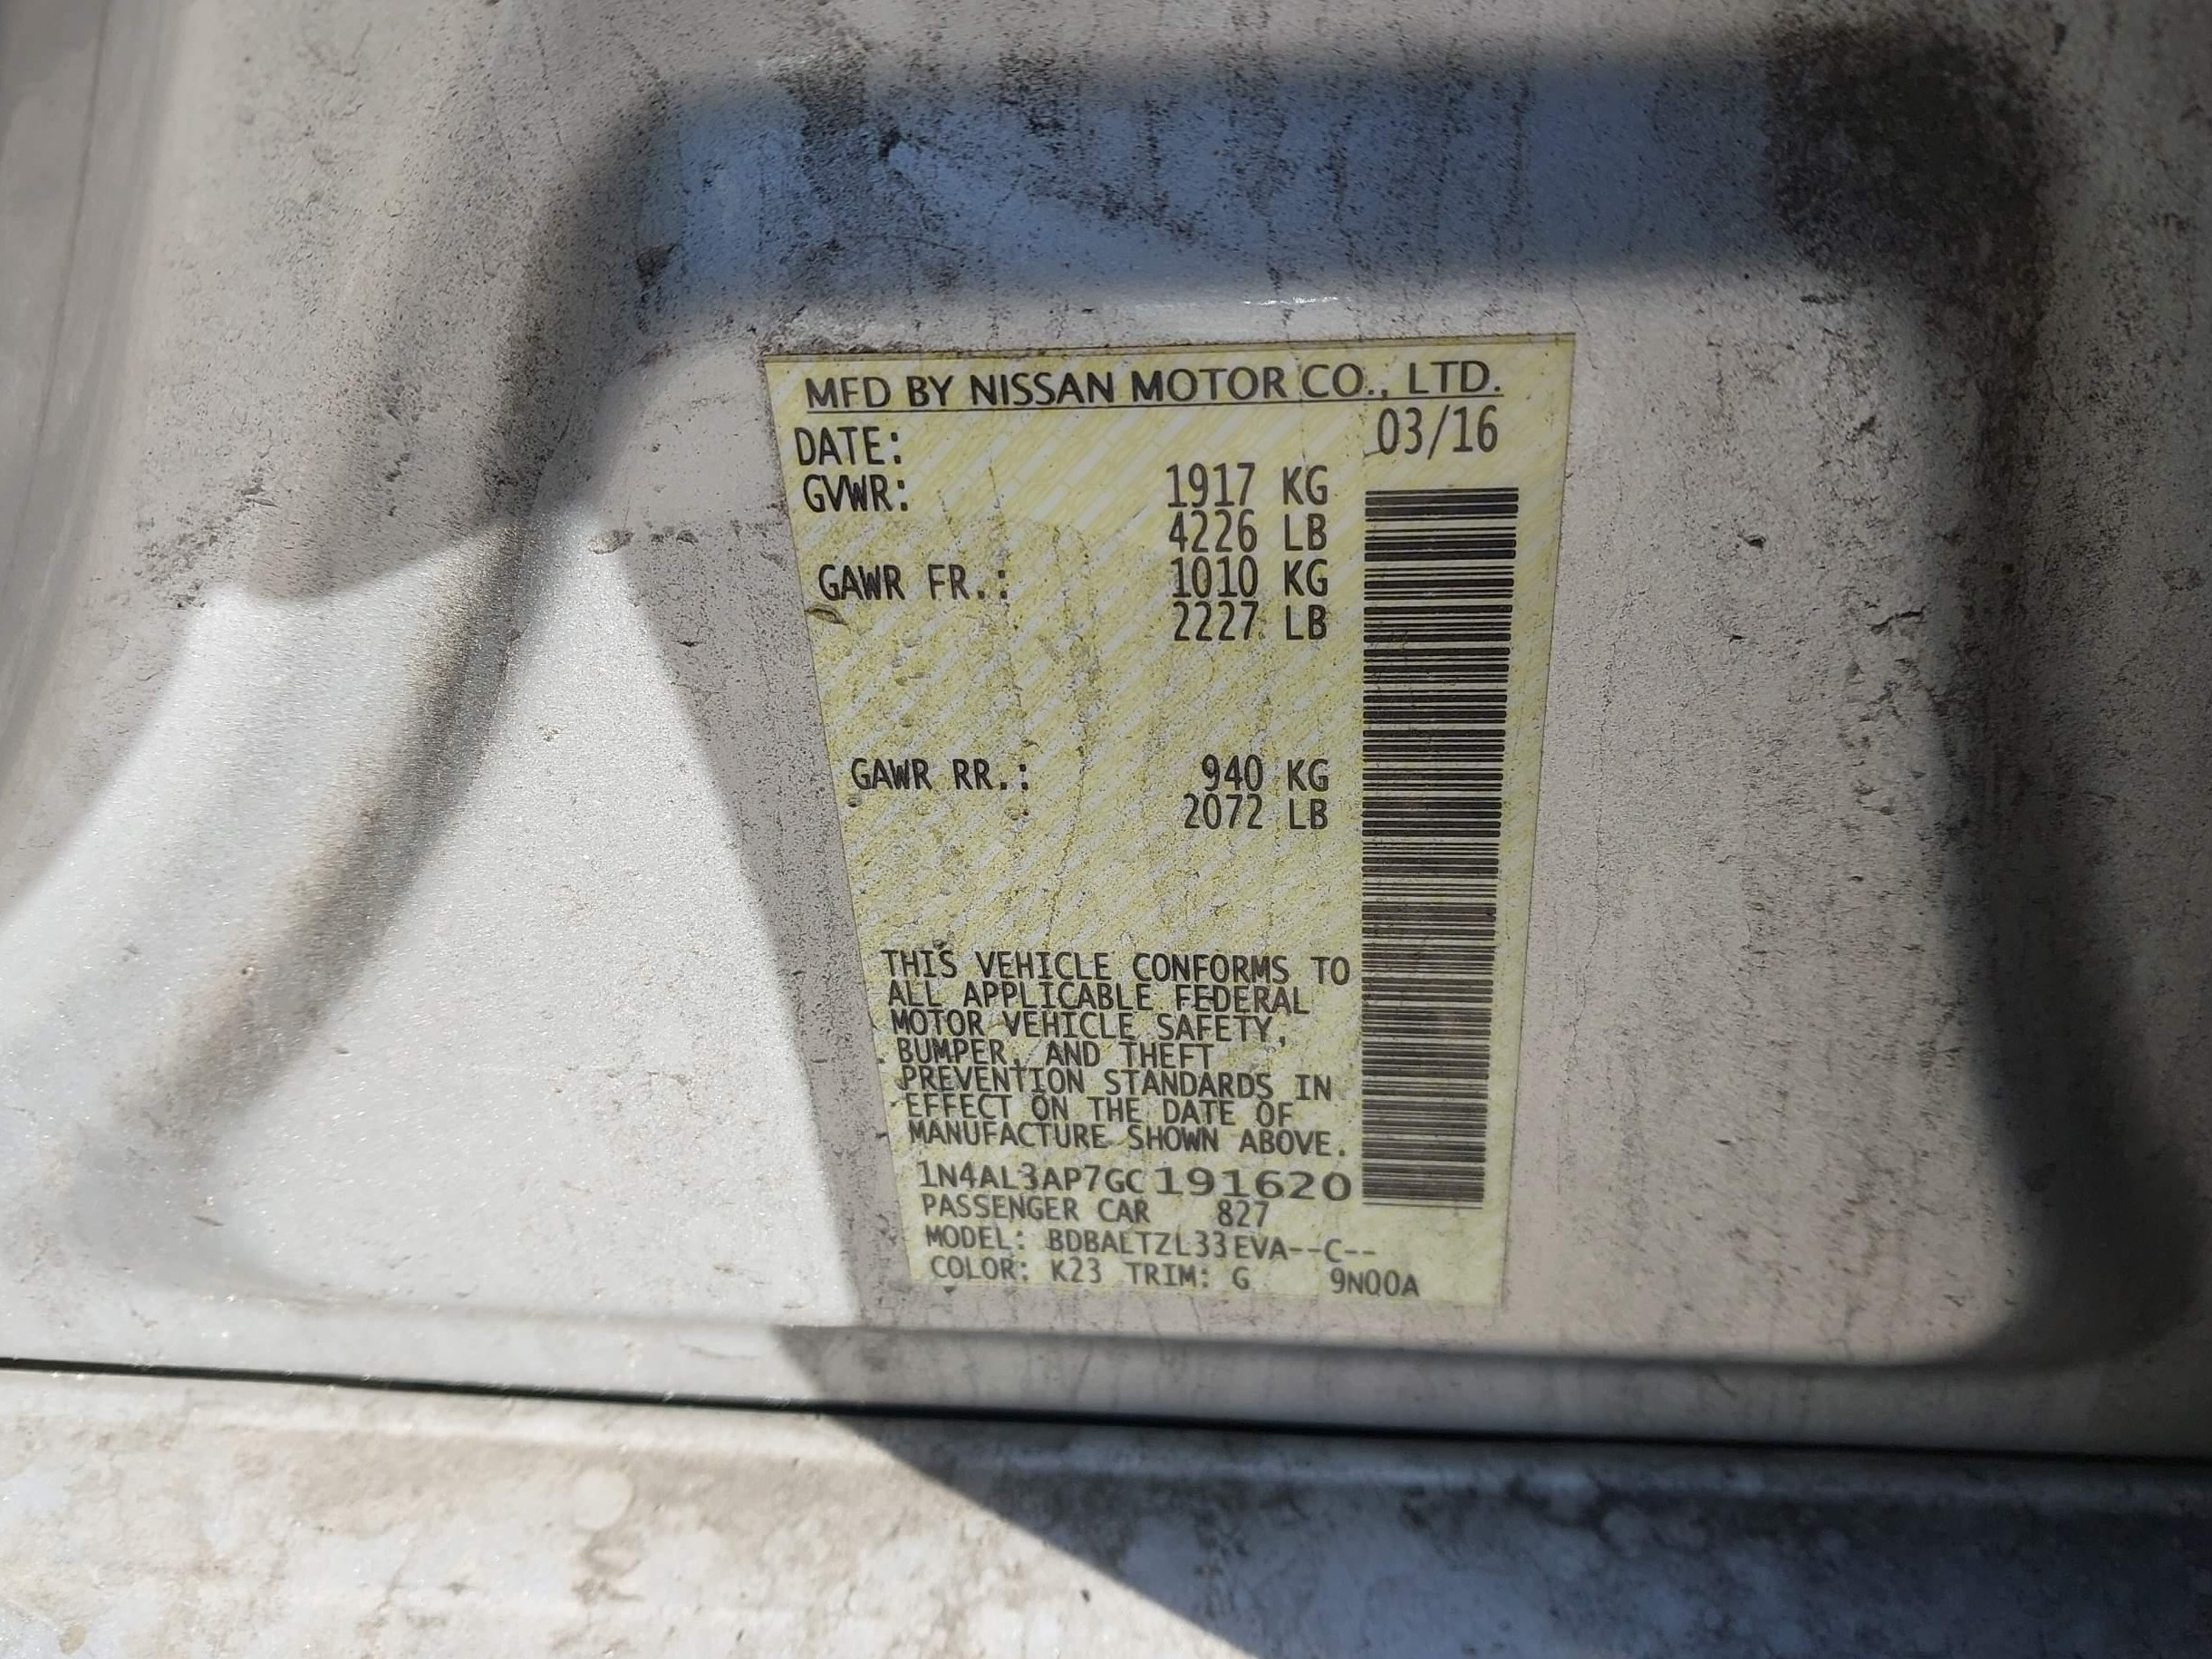 MFD BY NISSAN MOTOR CO., LTD.
DATE: 03/16
GVWR: 1917 KG
4226 LB
GAWR FR.: 1010 KG
2227 LB
GAWR RR.: 940 KG
2072 LB
THIS VEHICLE CONFORMS TO
ALL APPLICABLE FEDERAL
MOTOR VEHICLE SAFETY,
BUMPER, AND THEFT
PREVENTION STANDARDS IN
EFFECT ON THE DATE OF
MANUFACTURE SHOWN ABOVE.
1N4AL3AP7GC191620
PASSENGER CAR 827
MODEL: BDBALTZL33EVA--C--
COLOR: K23 TRIM: G 9N00A